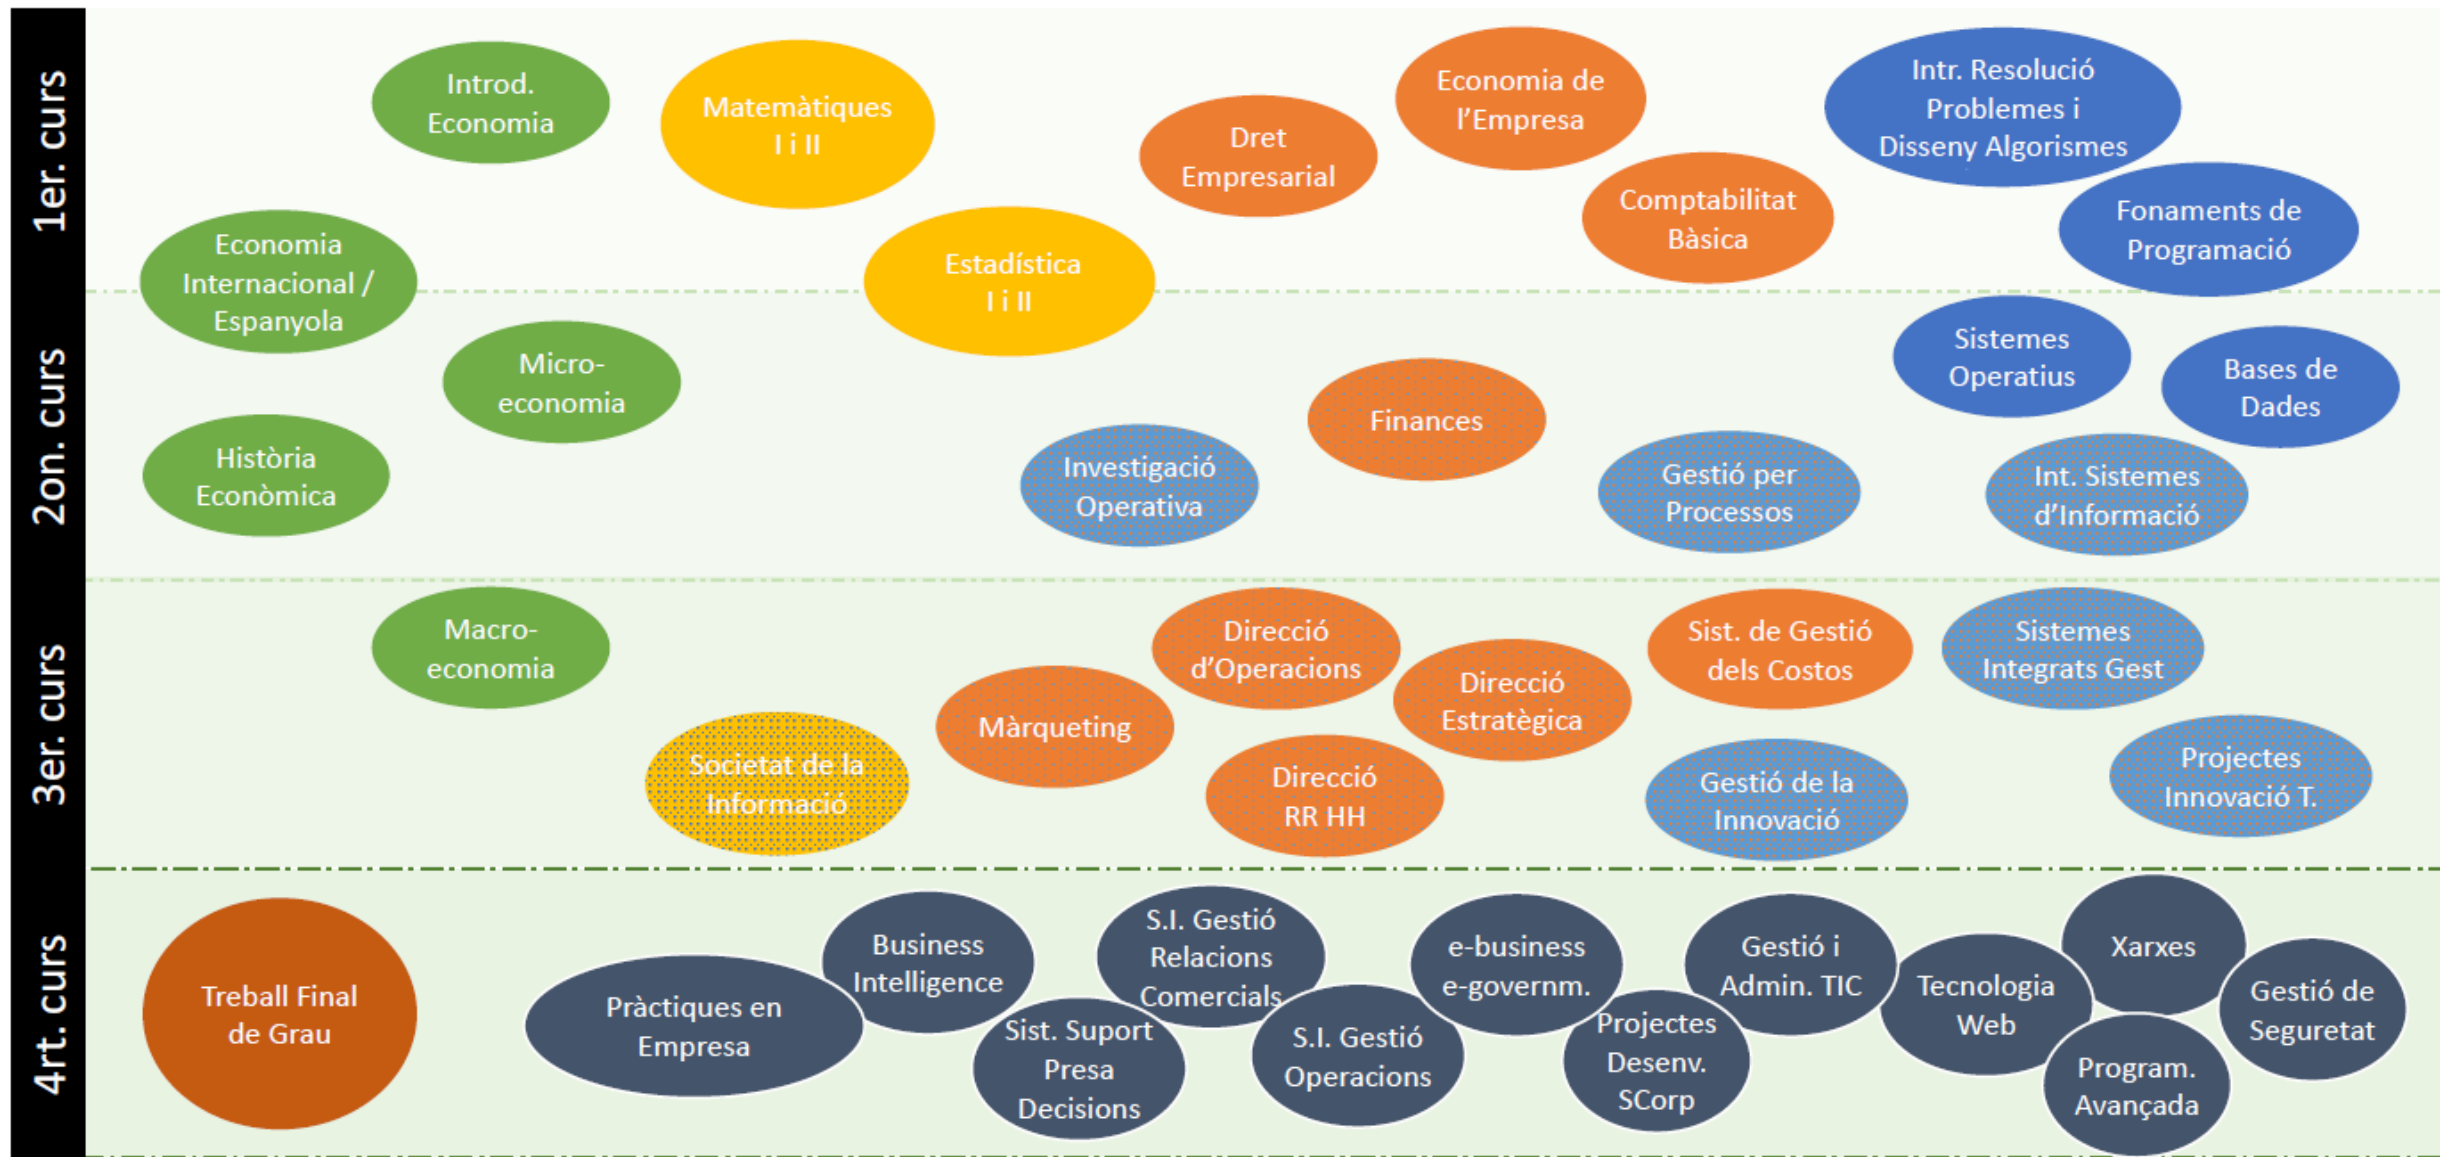 1er. curs
Introd.
Economia
Matemàtiques
I i II
Dret
Empresarial
Economia de
l'Empresa
Comptabilitat
Bàsica
Intr. Resolució
Problemes i
Disseny Algorismes
Fonaments de
Programació
Economia
Internacional /
Espanyola
Estadística
I i II
2on. curs
Micro-
economia
Història
Econòmica
Investigació
Operativa
Finances
Gestió per
Processos
Sistemes
Operatius
Bases de
Dades
Int. Sistemes
d'Informació
3er. curs
Macro-
economia
Societat de la
Informació
Màrqueting
Direcció
d'Operacions
Direcció
RR HH
Direcció
Estratègica
Sist. de Gestió
dels Costos
Gestió de la
Innovació
Sistemes
Integrats Gest
Projectes
Innovació T.
4rt. curs
Treball Final
de Grau
Pràctiques en
Empresa
Business
Intelligence
Sist. Suport
Presa
Decisions
S.I. Gestió
Relacions
Comercials
S.I. Gestió
Operacions
e-business
e-governm.
Projectes
Desenv.
SCorp
Gestió i
Admin. TIC
Tecnologia
Web
Xarxes
Program.
Avançada
Gestió de
Seguretat